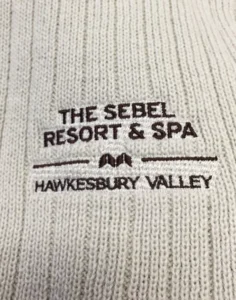 THE SEBEL
RESORT & SPA
HAWKESBURY VALLEY